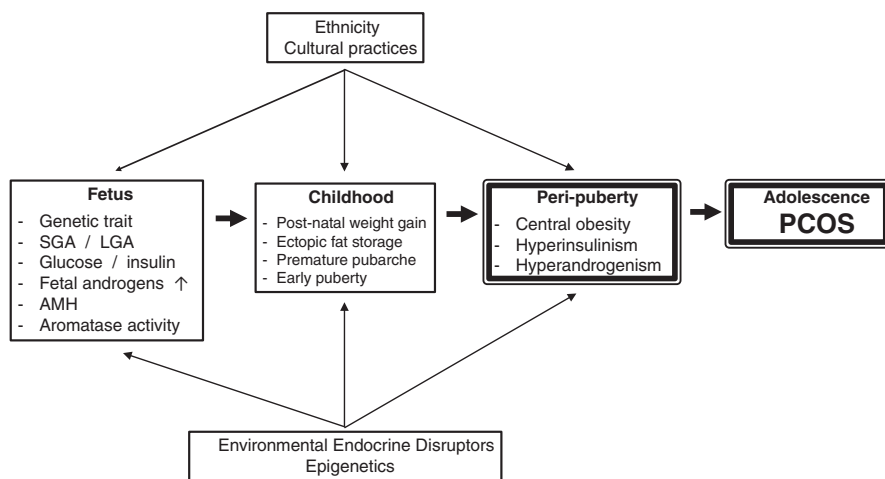 Ethnicity
Cultural practices
Fetus
- Genetic trait
- SGA / LGA
- Glucose / insulin
- Fetal androgens ↑
- AMH
- Aromatase activity
Childhood
- Post-natal weight gain
- Ectopic fat storage
- Premature pubarche
- Early puberty
Peri-puberty
- Central obesity
- Hyperinsulinism
- Hyperandrogenism
Adolescence
PCOS
Environmental Endocrine Disruptors
Epigenetics